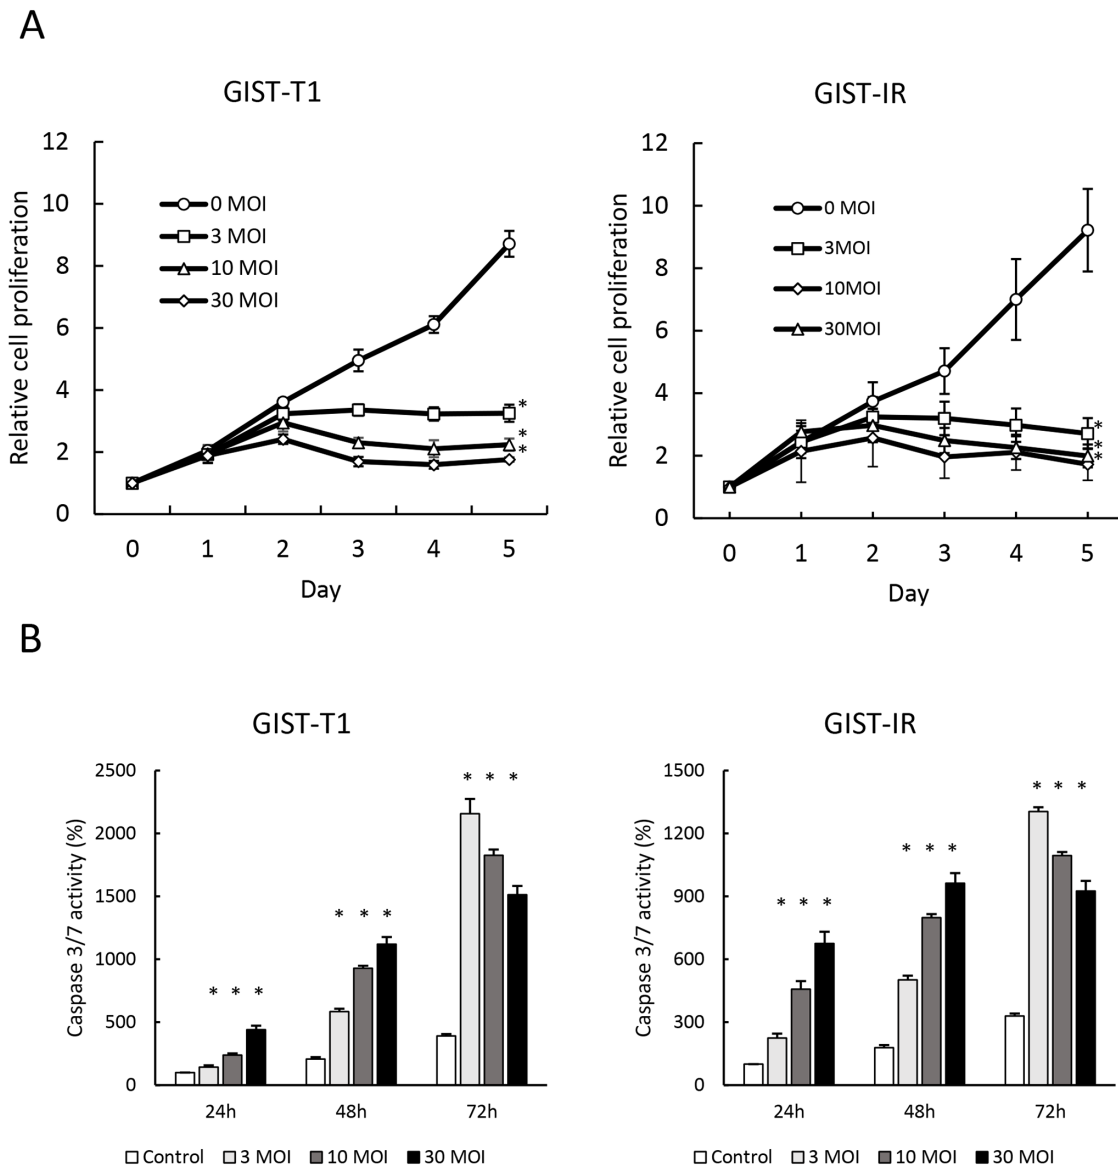 A
GIST-T1
GIST-IR
12
10
8
6
4
2
0
Relative cell proliferation
0 MOI
3 MOI
10 MOI
30 MOI
*
*
*
0 1 2 3 4 5
Day
12
10
8
6
4
2
0
Relative cell proliferation
0 MOI
3MOI
10MOI
30MOI
*
*
*
0 1 2 3 4 5
Day
B
GIST-T1
GIST-IR
2500
2000
1500
1000
500
0
Caspase 3/7 activity (%)
* * *
* * *
* * *
24h 48h 72h
Control 3 MOI 10 MOI 30 MOI
1500
1200
900
600
300
0
Caspase 3/7 activity (%)
* * *
* * *
* * *
24h 48h 72h
Control 3 MOI 10 MOI 30 MOI